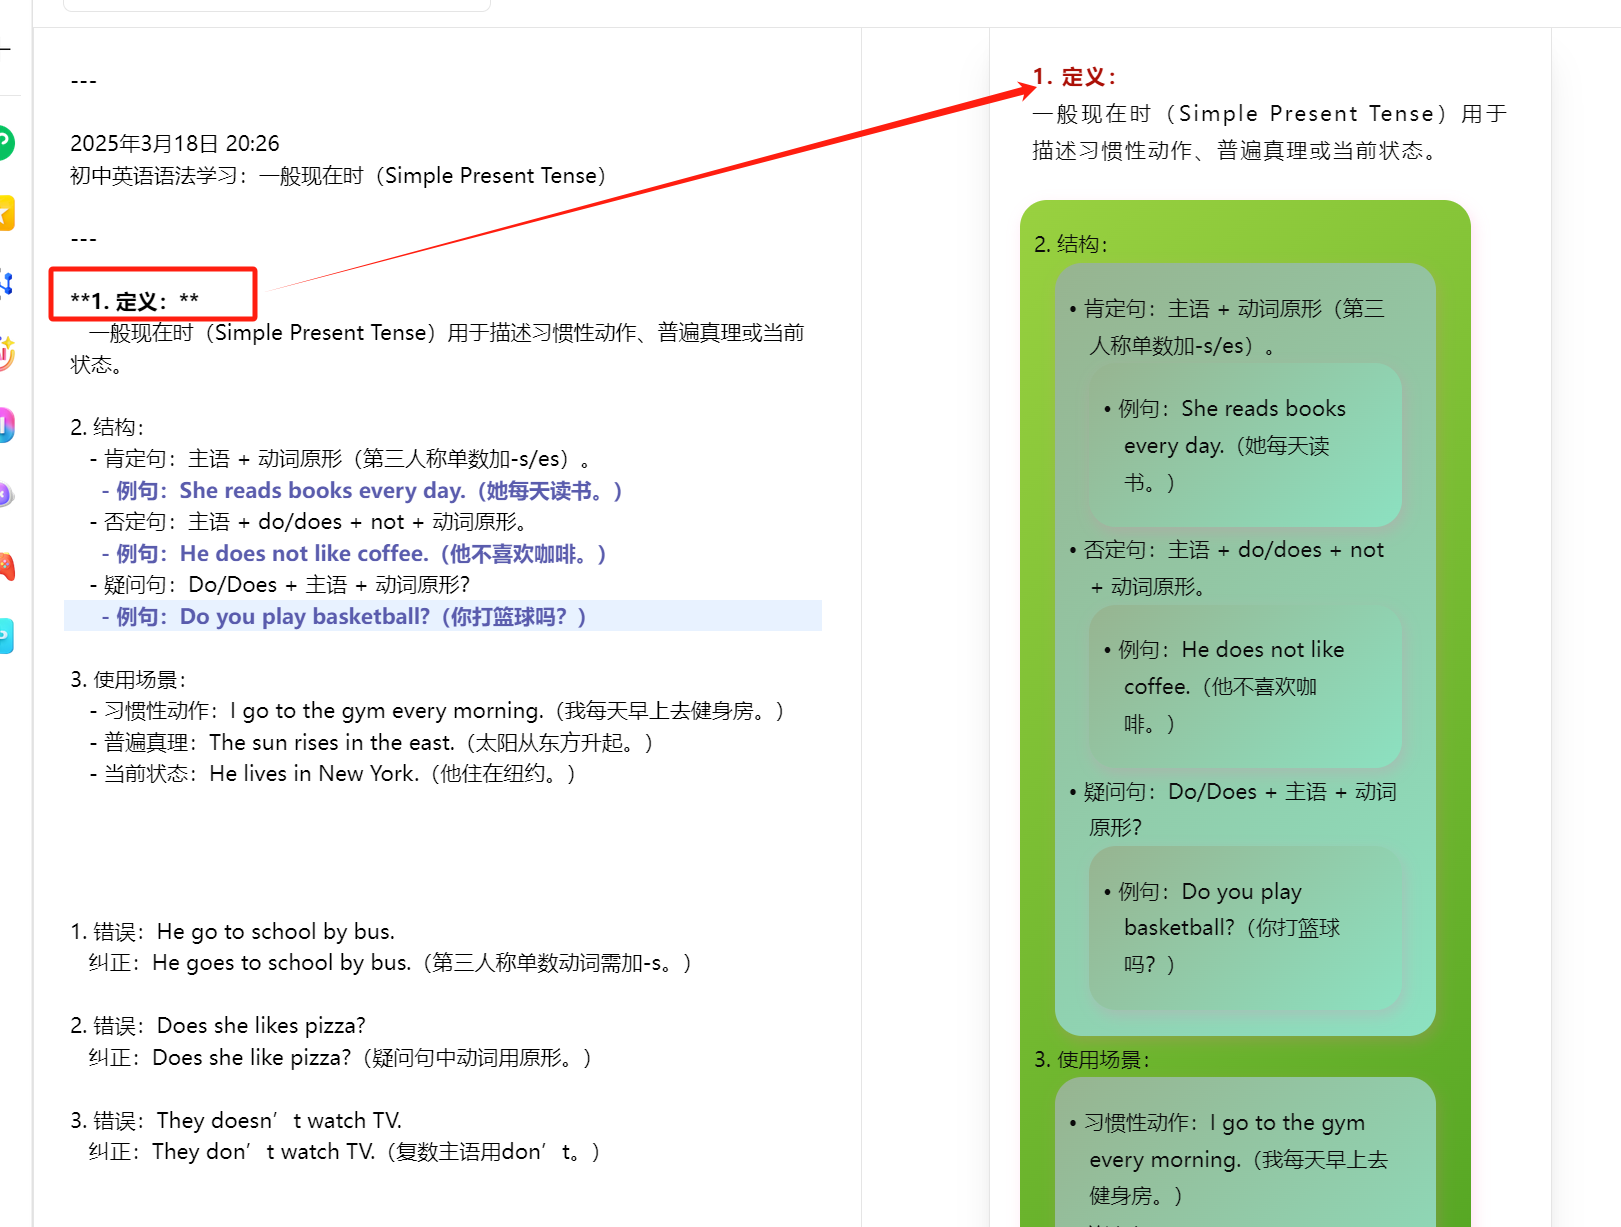 ---
2025年3月18日 20:26
初中英语语法学习：一般现在时（Simple Present Tense）
---
**1. 定义：**
一般现在时（Simple Present Tense）用于描述习惯性动作、普遍真理或当前
状态。
2. 结构：
- 肯定句：主语 + 动词原形（第三人称单数加-s/es）。
- 例句：She reads books every day.（她每天读书。）
- 否定句：主语 + do/does + not + 动词原形。
- 例句：He does not like coffee.（他不喜欢咖啡。）
- 疑问句：Do/Does + 主语 + 动词原形？
- 例句：Do you play basketball?（你打篮球吗？）
3. 使用场景：
- 习惯性动作：I go to the gym every morning.（我每天早上去健身房。）
- 普遍真理：The sun rises in the east.（太阳从东方升起。）
- 当前状态：He lives in New York.（他住在纽约。）
1. 错误：He go to school by bus.
纠正：He goes to school by bus.（第三人称单数动词需加-s。）
2. 错误：Does she likes pizza?
纠正：Does she like pizza?（疑问句中动词用原形。）
3. 错误：They doesn’t watch TV.
纠正：They don’t watch TV.（复数主语用don’t。）
1. 定义：
一般现在时（Simple Present Tense）用于
描述习惯性动作、普遍真理或当前状态。
2. 结构：
• 肯定句：主语 + 动词原形（第三
人称单数加-s/es）。
• 例句：She reads books
every day.（她每天读
书。）
• 否定句：主语 + do/does + not
+ 动词原形。
• 例句：He does not like
coffee.（他不喜欢咖
啡。）
• 疑问句：Do/Does + 主语 + 动词
原形？
• 例句：Do you play
basketball?（你打篮球
吗？）
3. 使用场景：
• 习惯性动作：I go to the gym
every morning.（我每天早上去
健身房。）